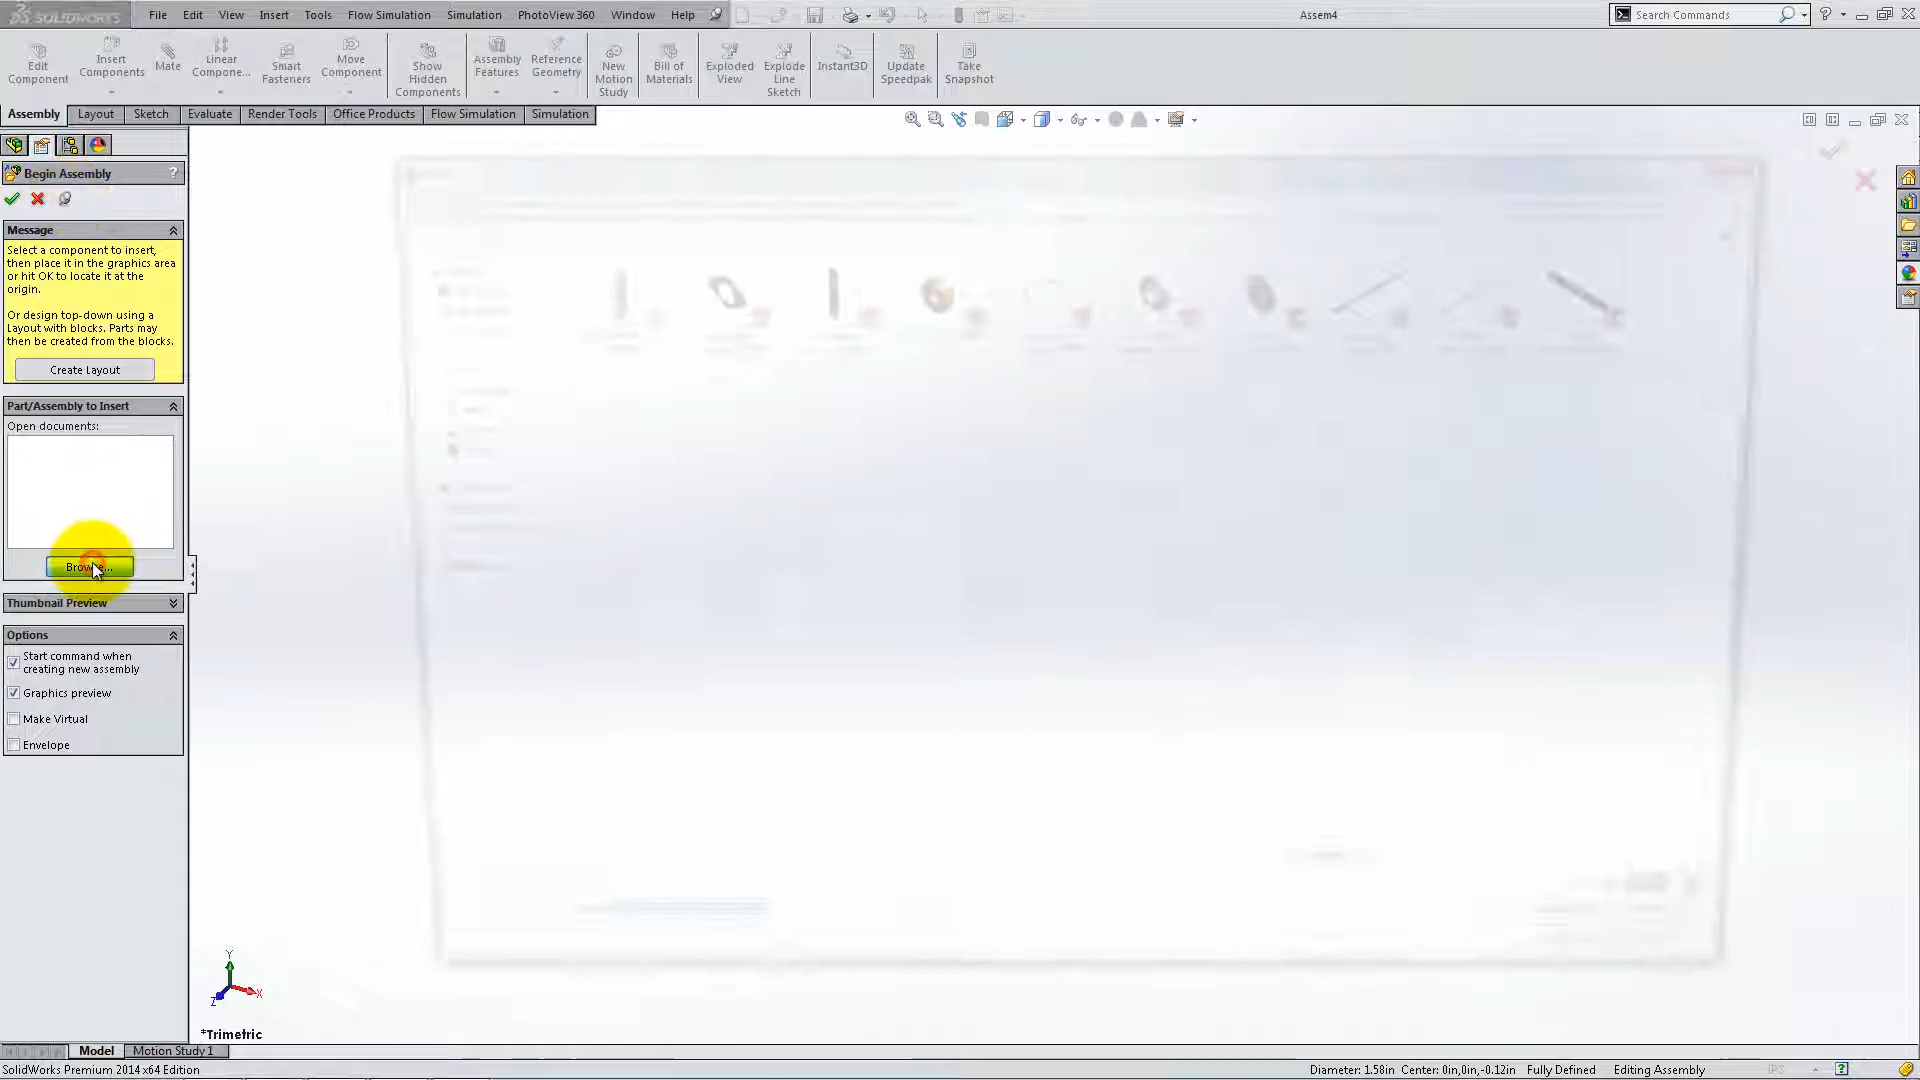 SOLIDWORKS File Edit View Insert Tools Flow Simulation Simulation PhotoView 360 Window Help Assem4 Search Commands
Edit Component
Insert Components
Mate
Linear Compone...
Smart Fasteners
Move Component
Show Hidden Components
Assembly Features
Reference Geometry
New Motion Study
Bill of Materials
Exploded View
Explode Line Sketch
Instant3D
Update Speedpak
Take Snapshot
Assembly Layout Sketch Evaluate Render Tools Office Products Flow Simulation Simulation
Begin Assembly ?
Message
Select a component to insert,
then place it in the graphics area
or hit OK to locate it at the
origin.
Or design top-down using a
Layout with blocks. Parts may
then be created from the blocks.
Create Layout
Part/Assembly to Insert
Open documents:
Browse...
Thumbnail Preview
Options
Start command when
creating new assembly
Graphics preview
Make Virtual
Envelope
Y
X
Z
*Trimetric
Model Motion Study 1
SolidWorks Premium 2014 x64 Edition Diameter: 1.58in Center: 0in,0in,-0.12in Fully Defined Editing Assembly IPS